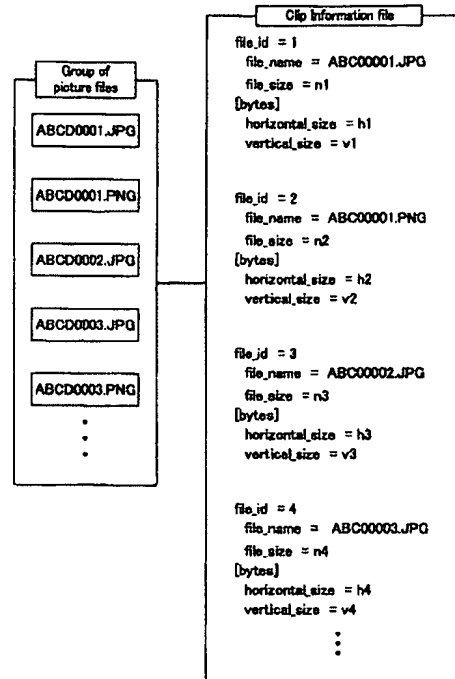 Group of
picture files
ABCD0001.JPG
ABCD0001.PNG
ABCD0002.JPG
ABCD0003.JPG
ABCD0003.PNG
Clip Information file
file_id = 1
file_name = ABC00001.JPG
file_size = n1
[bytes]
horizontal_size = h1
vertical_size = v1
file_id = 2
file_name = ABC00001.PNG
file_size = n2
[bytes]
horizontal_size = h2
vertical_size = v2
file_id = 3
file_name = ABC00002.JPG
file_size = n3
[bytes]
horizontal_size = h3
vertical_size = v3
file_id = 4
file_name = ABC00003.JPG
file_size = n4
[bytes]
horizontal_size = h4
vertical_size = v4